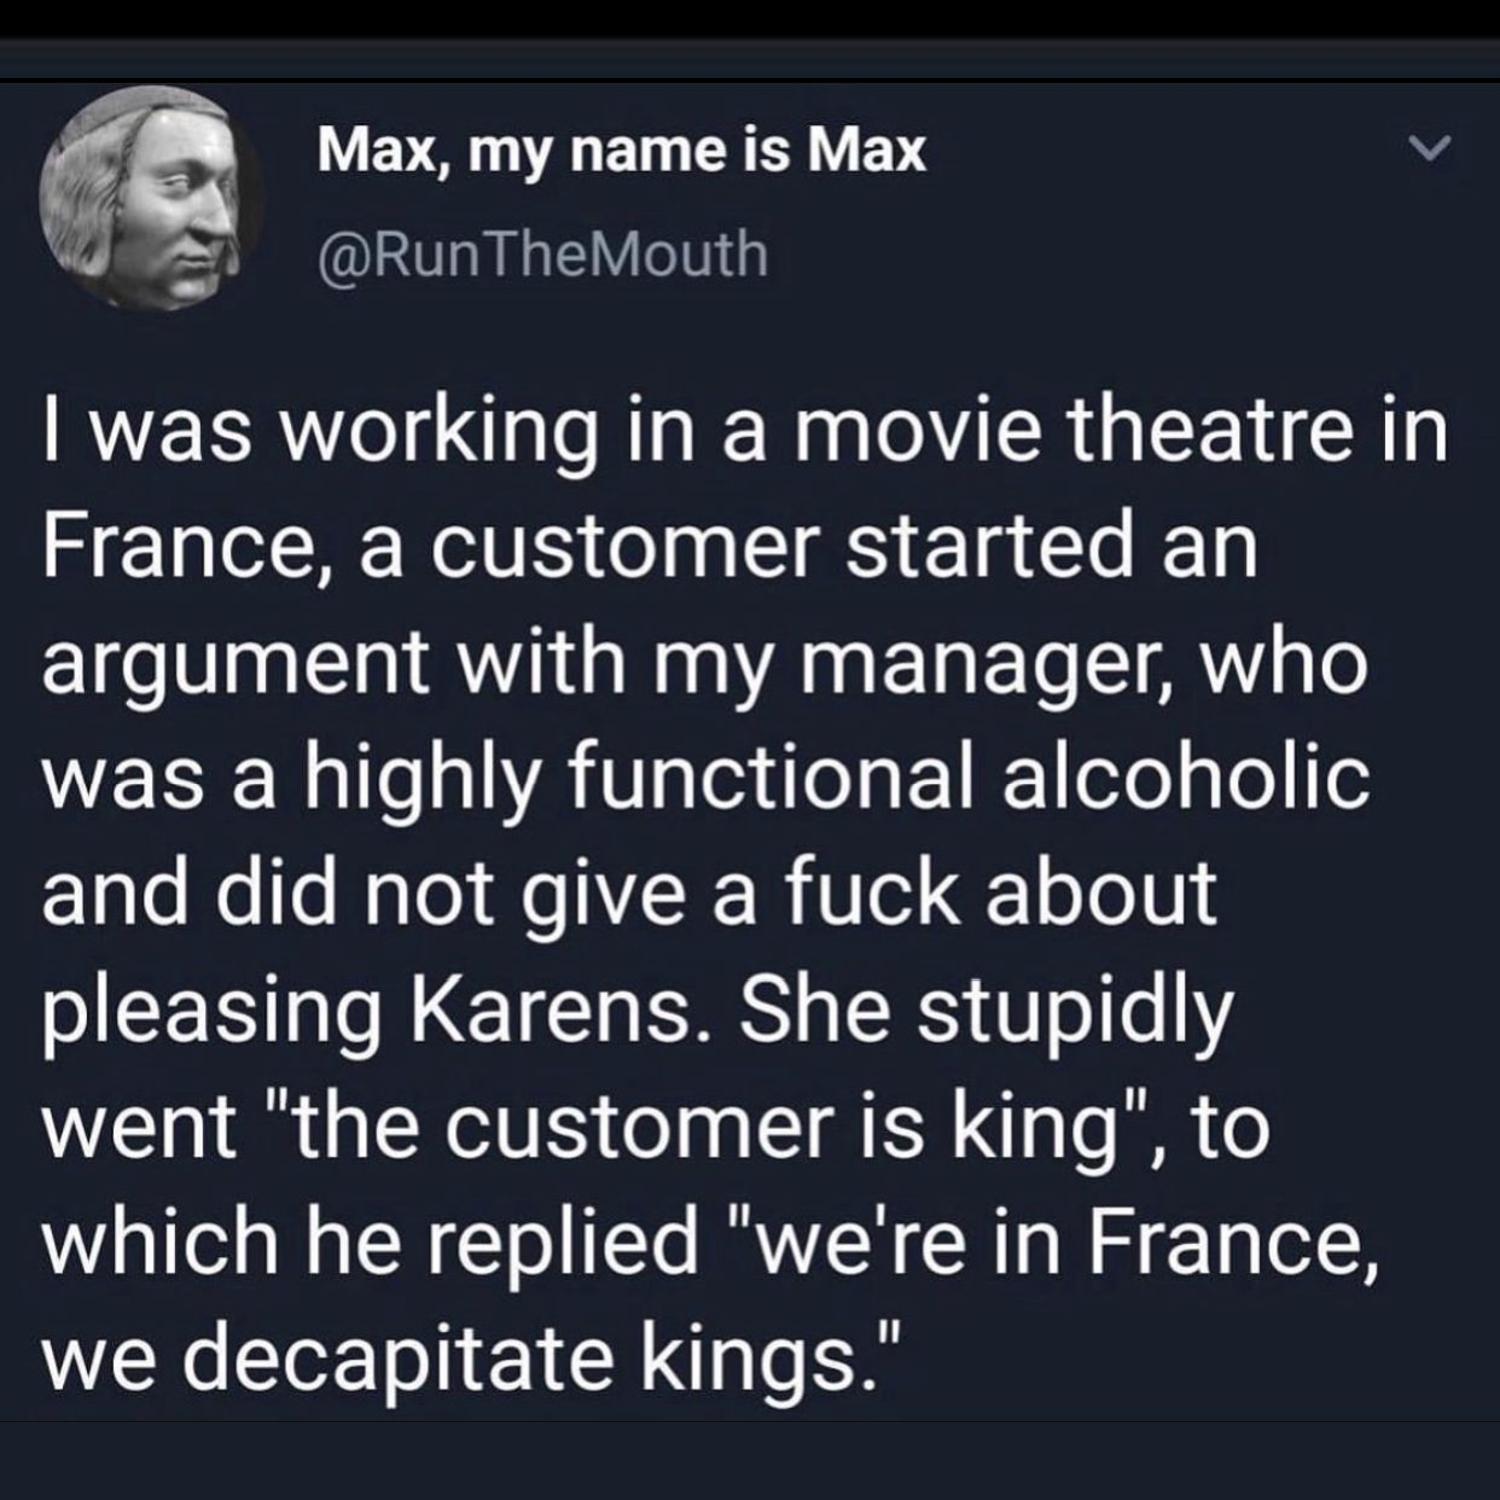 Max, my name is Max
@RunTheMouth
I was working in a movie theatre in
France, a customer started an
argument with my manager, who
was a highly functional alcoholic
and did not give a fuck about
pleasing Karens. She stupidly
went "the customer is king", to
which he replied "we're in France,
we decapitate kings."